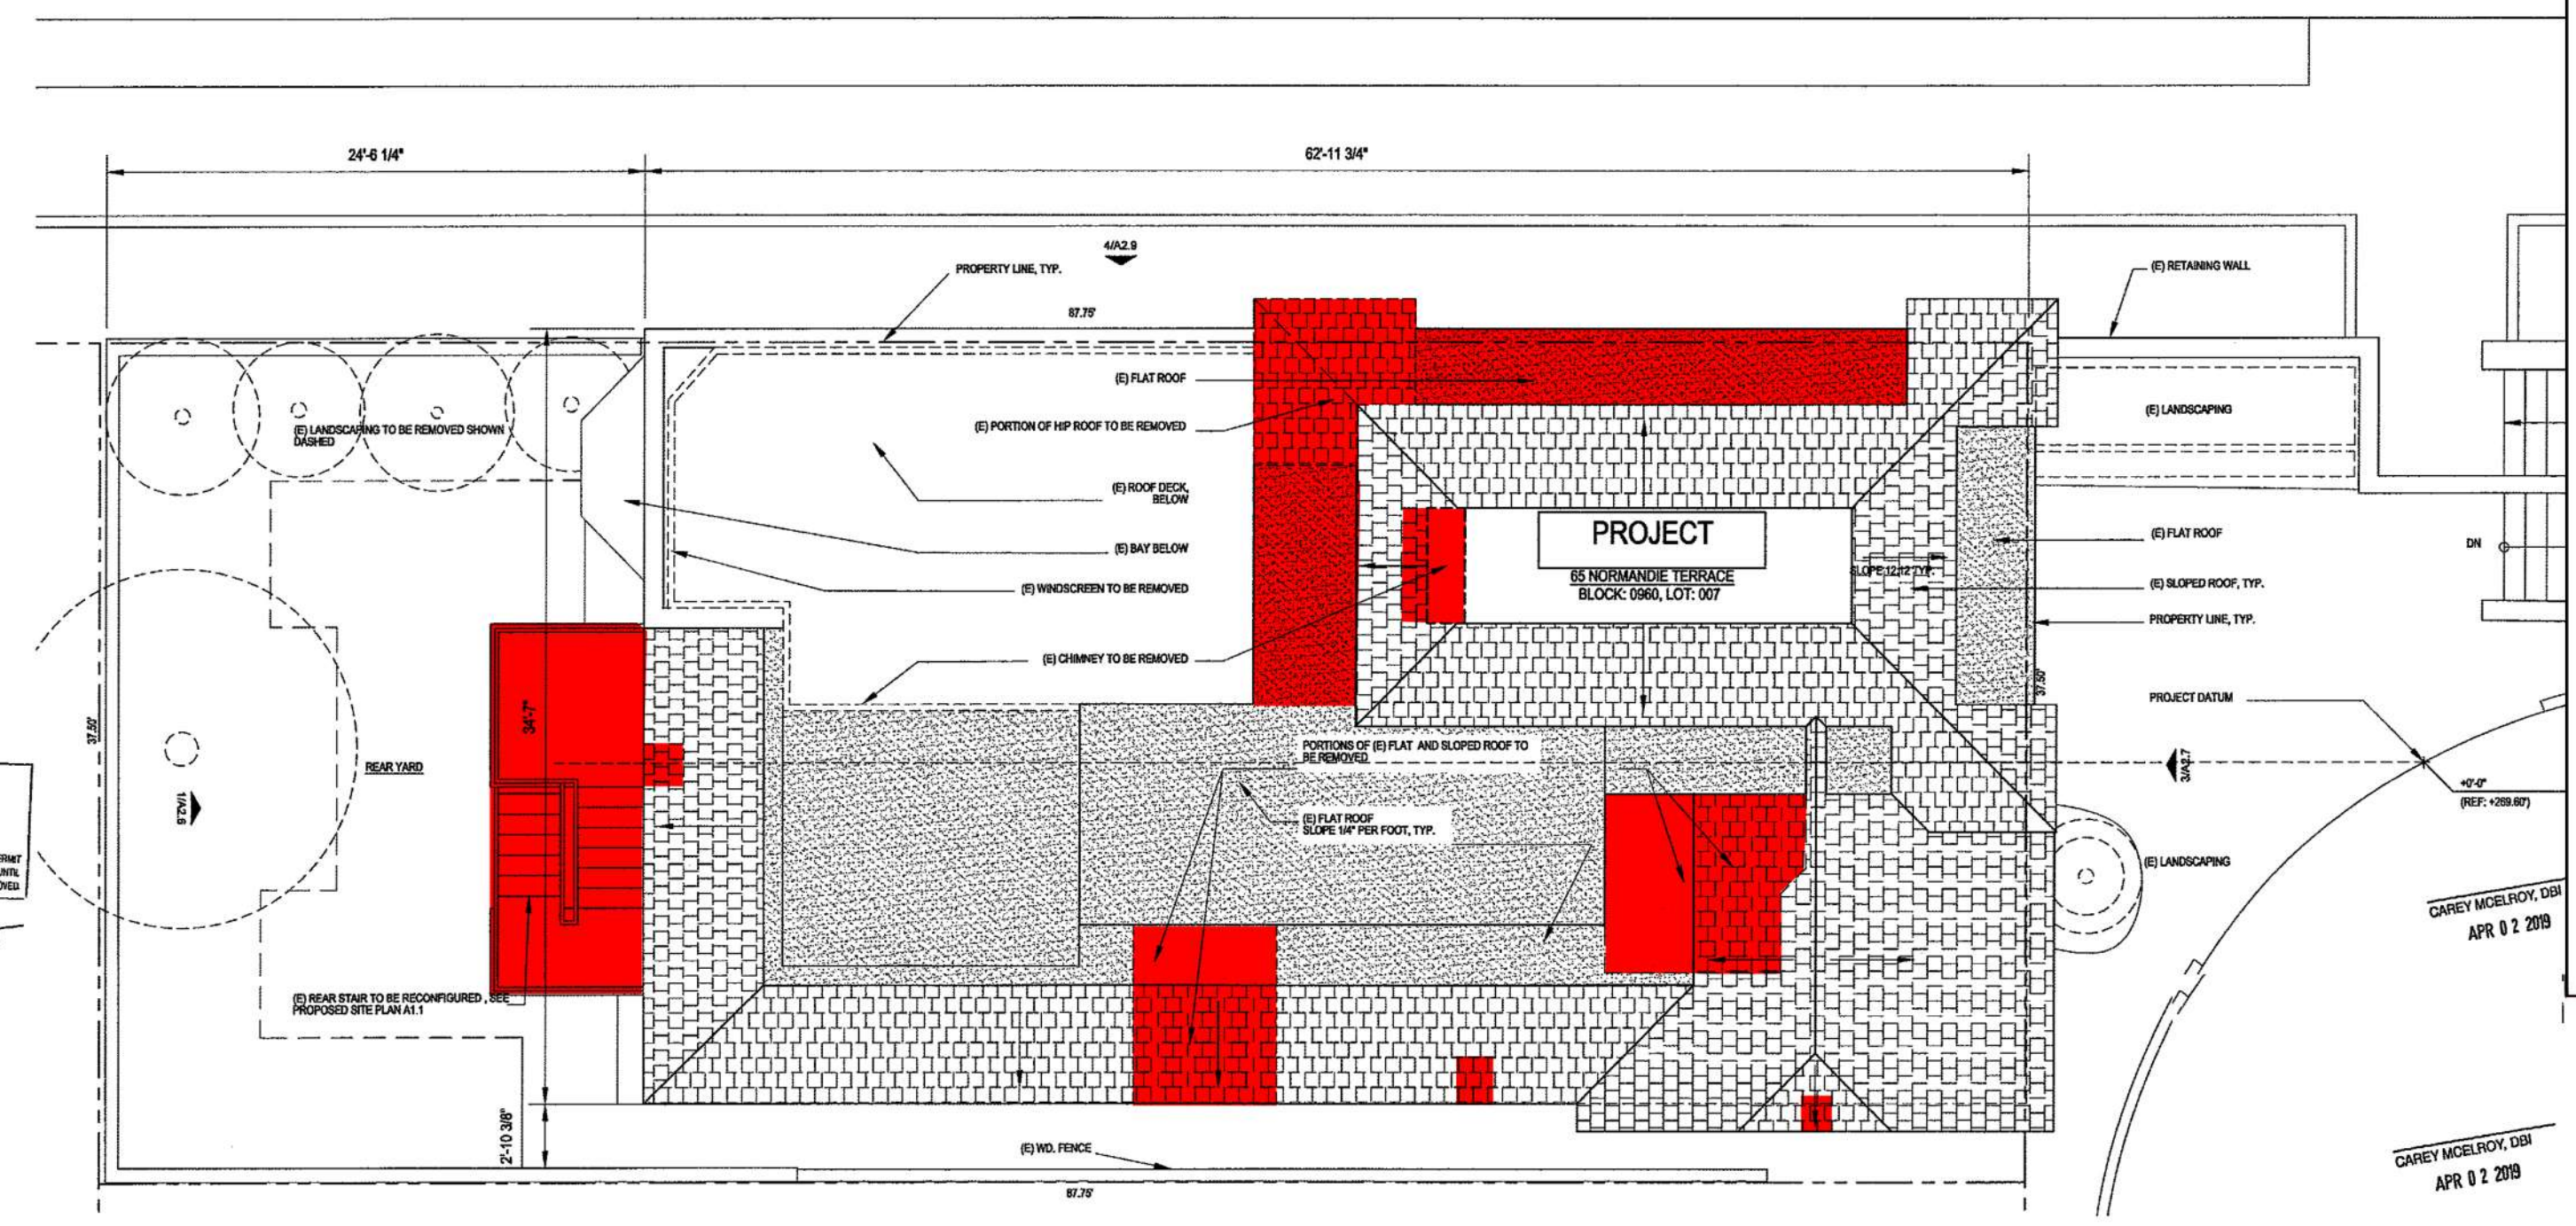 24'-6 1/4"
62'-11 3/4"
4/A2.9
PROPERTY LINE, TYP.
(E) RETAINING WALL
87.75'
(E) FLAT ROOF
(E) PORTION OF HIP ROOF TO BE REMOVED
(E) LANDSCAPING TO BE REMOVED SHOWN
DASHED
(E) LANDSCAPING
(E) ROOF DECK,
BELOW
(E) BAY BELOW
(E) WINDSCREEN TO BE REMOVED
PROJECT
65 NORMANDIE TERRACE
BLOCK: 0960, LOT: 007
SLOPE 12:12 TYP.
(E) FLAT ROOF
DN
(E) SLOPED ROOF, TYP.
PROPERTY LINE, TYP.
(E) CHIMNEY TO BE REMOVED
37.50'
34'-7"
37.50'
PROJECT DATUM
PORTIONS OF (E) FLAT AND SLOPED ROOF TO
BE REMOVED
REAR YARD
1/A2.6
3/A2.7
+0'-0"
(REF: +269.60')
(E) FLAT ROOF
SLOPE 1/4" PER FOOT, TYP.
(E) LANDSCAPING
CAREY MCELROY, DBI
APR 02 2019
(E) REAR STAIR TO BE RECONFIGURED , SEE
PROPOSED SITE PLAN A1.1
2'-10 3/8"
(E) WD. FENCE
87.75'
CAREY MCELROY, DBI
APR 02 2019